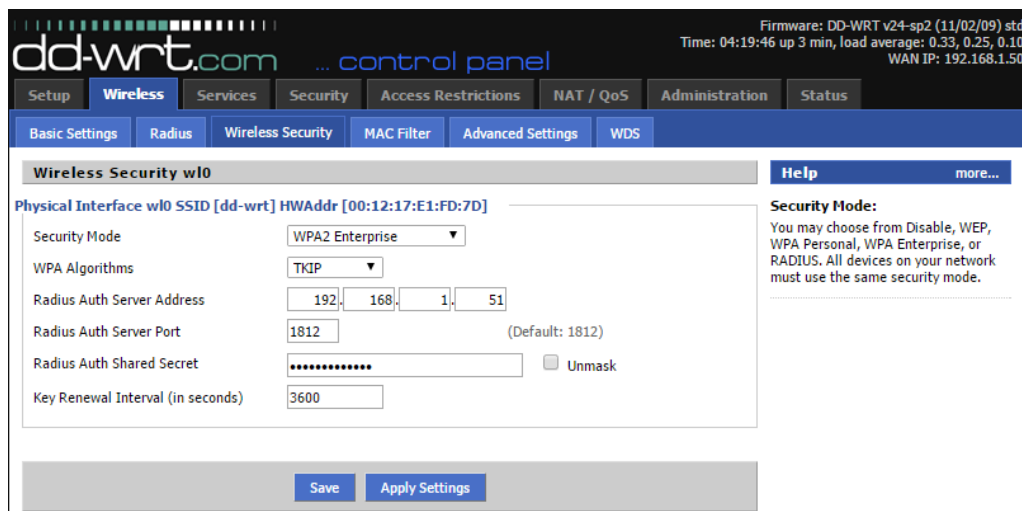 Firmware: DD-WRT v24-sp2 (11/02/09) std
Time: 04:19:46 up 3 min, load average: 0.33, 0.25, 0.10
WAN IP: 192.168.1.50
dd-wrt.com ... control panel
Setup Wireless Services Security Access Restrictions NAT / QoS Administration Status
Basic Settings Radius Wireless Security MAC Filter Advanced Settings WDS
Wireless Security wl0
Physical Interface wl0 SSID [dd-wrt] HWAddr [00:12:17:E1:FD:7D]
Security Mode WPA2 Enterprise
WPA Algorithms TKIP
Radius Auth Server Address 192. 168. 1. 51
Radius Auth Server Port 1812 (Default: 1812)
Radius Auth Shared Secret ••••••••••••• Unmask
Key Renewal Interval (in seconds) 3600
Save Apply Settings
Help more...
Security Mode:
You may choose from Disable, WEP,
WPA Personal, WPA Enterprise, or
RADIUS. All devices on your network
must use the same security mode.